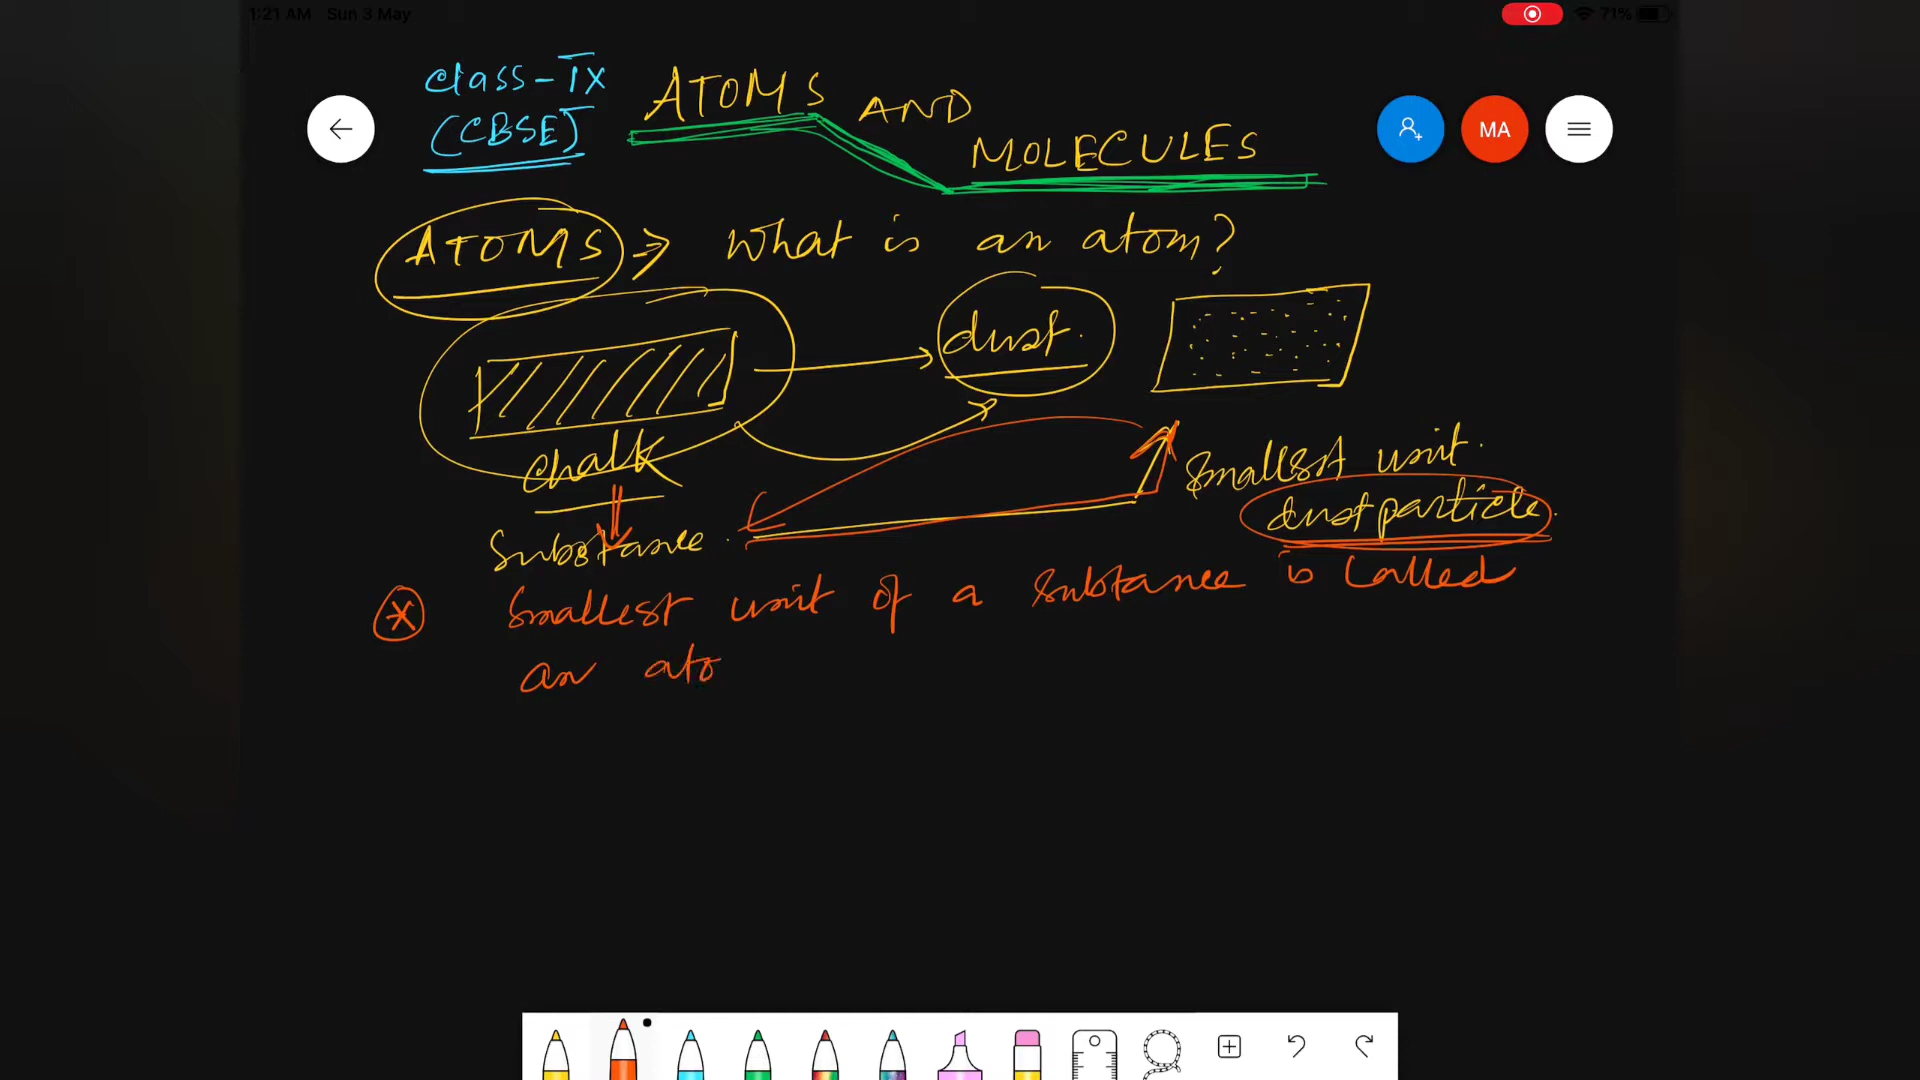 1:21 AM Sun 3 May
71%
Class-IX
(CBSE)
ATOMS AND
MOLECULES
MA
ATOMS ⇒ What is an atom?
dust.
chalk
Smallest unit.
dust particle.
Substance.
* Smallest unit of a substance is called
an ato